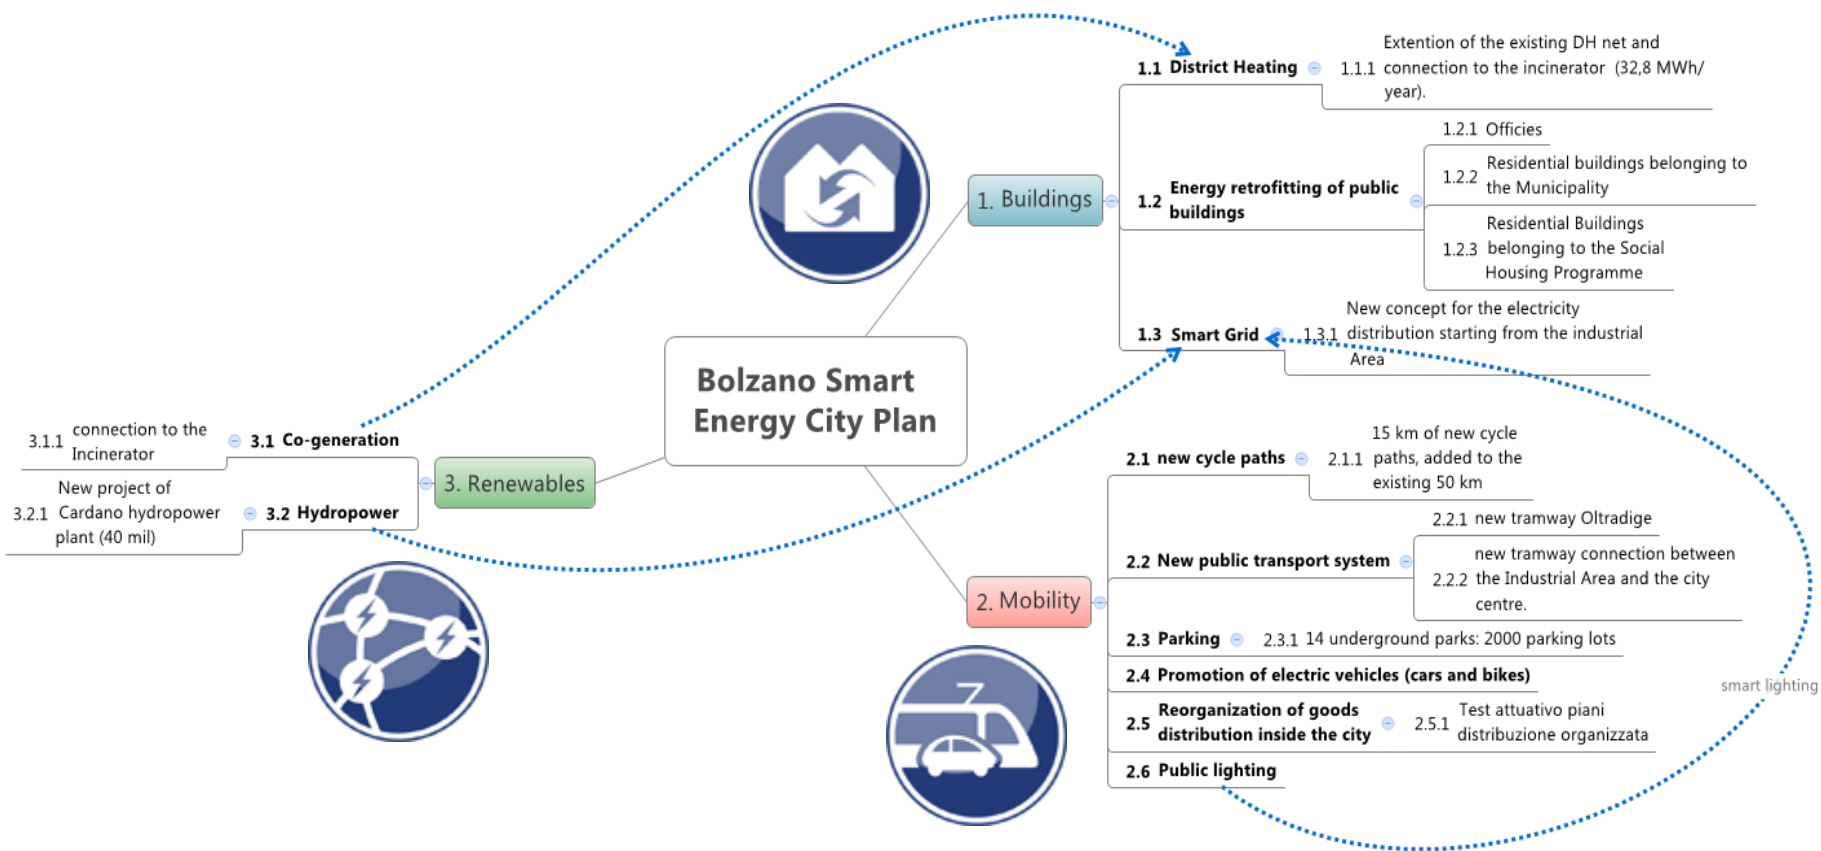 Bolzano Smart
Energy City Plan
1. Buildings
1.1 District Heating
1.1.1
Extention of the existing DH net and
connection to the incinerator (32,8 MWh/
year).
1.2
Energy retrofitting of public
buildings
1.2.1 Officies
1.2.2
Residential buildings belonging to
the Municipality
1.2.3
Residential Buildings
belonging to the Social
Housing Programme
1.3 Smart Grid
1.3.1
New concept for the electricity
distribution starting from the industrial
Area
2. Mobility
2.1 new cycle paths
2.1.1
15 km of new cycle
paths, added to the
existing 50 km
2.2 New public transport system
2.2.1 new tramway Oltradige
2.2.2
new tramway connection between
the Industrial Area and the city
centre.
2.3 Parking
2.3.1 14 underground parks: 2000 parking lots
2.4 Promotion of electric vehicles (cars and bikes)
2.5
Reorganization of goods
distribution inside the city
2.5.1
Test attuativo piani
distribuzione organizzata
2.6 Public lighting
smart lighting
3. Renewables
3.1 Co-generation
3.1.1
connection to the
Incinerator
3.2 Hydropower
3.2.1
New project of
Cardano hydropower
plant (40 mil)